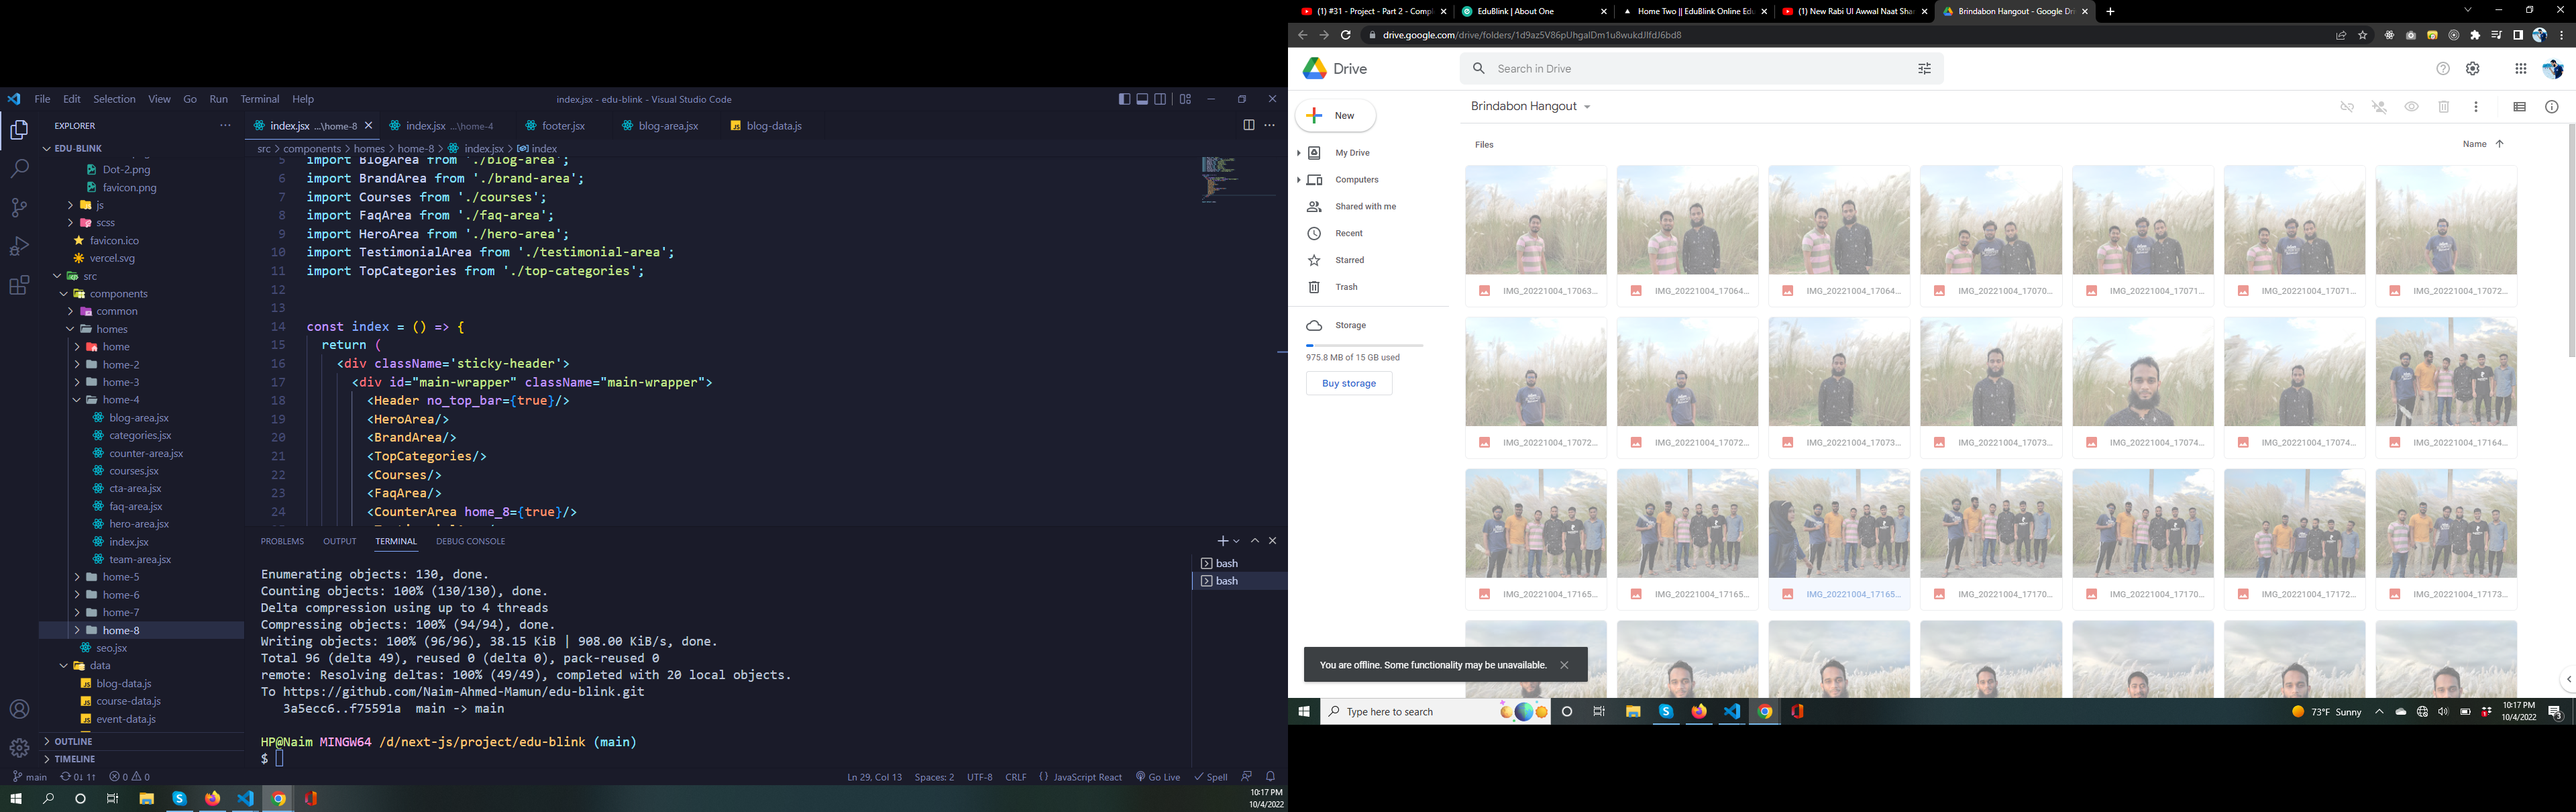 File Edit Selection View Go Run Terminal Help
index.jsx - edu-blink - Visual Studio Code
EXPLORER
EDU-BLINK
Dot-2.png
favicon.png
js
scss
favicon.ico
vercel.svg
src
components
common
homes
home
home-2
home-3
home-4
blog-area.jsx
categories.jsx
counter-area.jsx
courses.jsx
cta-area.jsx
faq-area.jsx
hero-area.jsx
index.jsx
team-area.jsx
home-5
home-6
home-7
home-8
seo.jsx
data
blog-data.js
course-data.js
event-data.js
OUTLINE
TIMELINE
index.jsx ...\home-8
index.jsx ...\home-4
footer.jsx
blog-area.jsx
blog-data.js
src > components > homes > home-8 > index.jsx > index
5 import BlogArea from './blog-area';
6 import BrandArea from './brand-area';
7 import Courses from './courses';
8 import FaqArea from './faq-area';
9 import HeroArea from './hero-area';
10 import TestimonialArea from './testimonial-area';
11 import TopCategories from './top-categories';
12
13
14 const index = () => {
15 return (
16 <div className='sticky-header'>
17 <div id="main-wrapper" className="main-wrapper">
18 <Header no_top_bar={true}/>
19 <HeroArea/>
20 <BrandArea/>
21 <TopCategories/>
22 <Courses/>
23 <FaqArea/>
24 <CounterArea home_8={true}/>
PROBLEMS OUTPUT TERMINAL DEBUG CONSOLE
bash
bash
Enumerating objects: 130, done.
Counting objects: 100% (130/130), done.
Delta compression using up to 4 threads
Compressing objects: 100% (94/94), done.
Writing objects: 100% (96/96), 38.15 KiB | 908.00 KiB/s, done.
Total 96 (delta 49), reused 0 (delta 0), pack-reused 0
remote: Resolving deltas: 100% (49/49), completed with 20 local objects.
To https://github.com/Naim-Ahmed-Mamun/edu-blink.git
3a5ecc6..f75591a main -> main
HP@Naim MINGW64 /d/next-js/project/edu-blink (main)
$
main 0↓ 1↑ 0 0
Ln 29, Col 13 Spaces: 2 UTF-8 CRLF JavaScript React Go Live Spell
10:17 PM
10/4/2022
(1) #31 - Project - Part 2 - Compl
EduBlink | About One
Home Two || EduBlink Online Edu
(1) New Rabi Ul Awwal Naat Shar
Brindabon Hangout - Google Dri
drive.google.com/drive/folders/1d9az5V86pUhgalDm1u8wukdJlfdJ6bd8
Drive
Search in Drive
New
My Drive
Computers
Shared with me
Recent
Starred
Trash
Storage
975.8 MB of 15 GB used
Buy storage
Brindabon Hangout
Files
Name
IMG_20221004_17063...
IMG_20221004_17064...
IMG_20221004_17064...
IMG_20221004_17070...
IMG_20221004_17071...
IMG_20221004_17071...
IMG_20221004_17072...
IMG_20221004_17072...
IMG_20221004_17072...
IMG_20221004_17073...
IMG_20221004_17073...
IMG_20221004_17074...
IMG_20221004_17074...
IMG_20221004_17164...
IMG_20221004_17165...
IMG_20221004_17165...
IMG_20221004_17165...
IMG_20221004_17170...
IMG_20221004_17170...
IMG_20221004_17172...
IMG_20221004_17173...
You are offline. Some functionality may be unavailable.
Type here to search
73°F Sunny
10:17 PM
10/4/2022
3